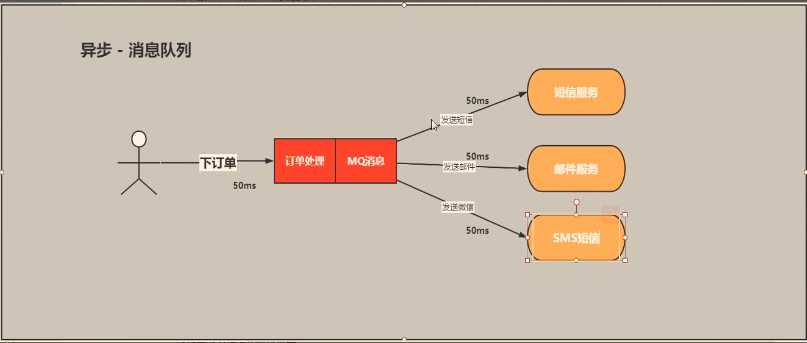 异步 - 消息队列
50ms
短信服务
发送短信
下订单
订单处理
MQ消息
50ms
发送邮件
邮件服务
50ms
发送微信
50ms
SMS短信